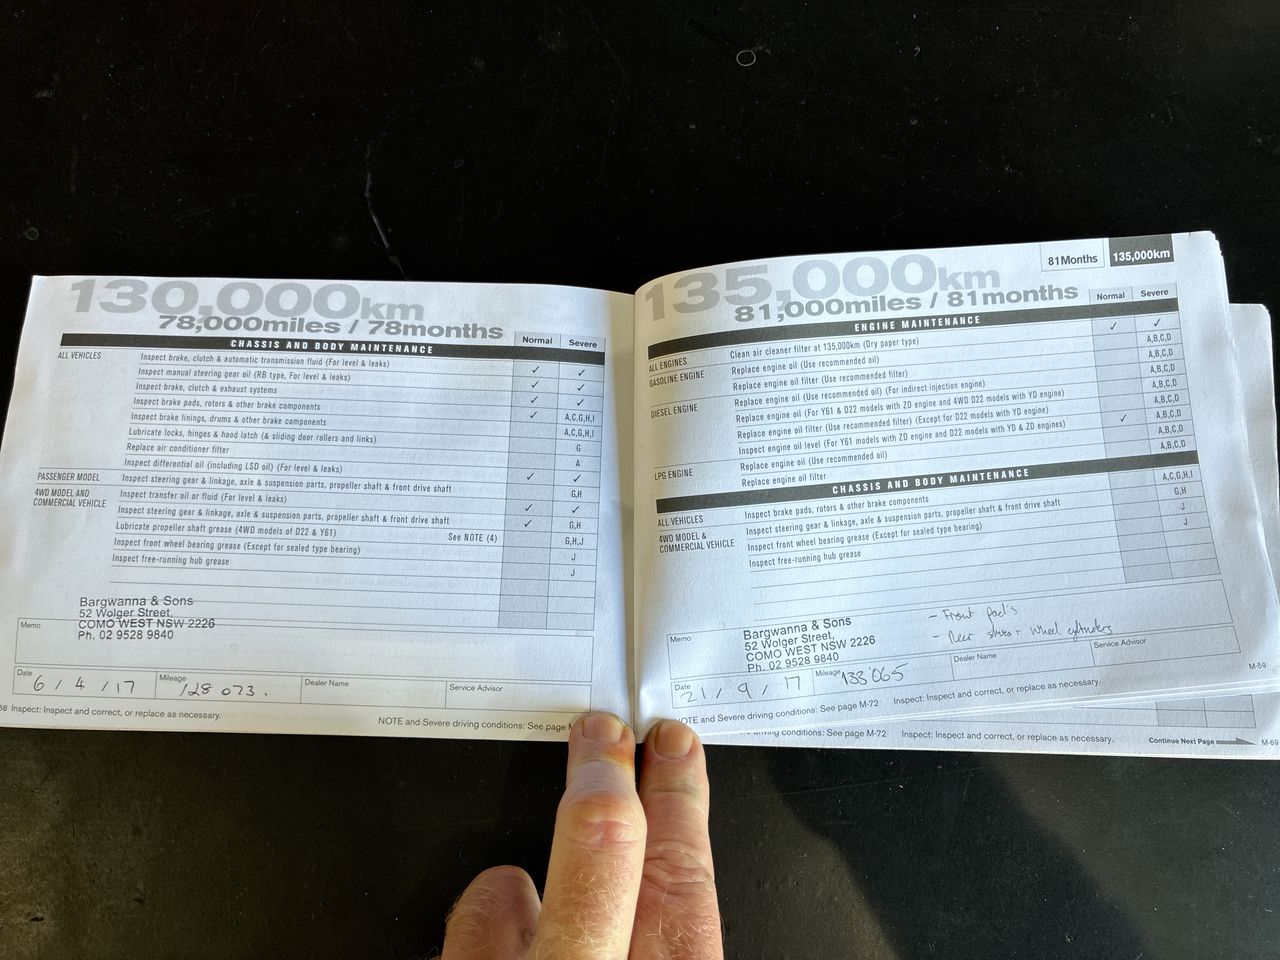 130,000km
78,000miles / 78months
Normal Severe
CHASSIS AND BODY MAINTENANCE
ALL VEHICLES Inspect brake, clutch & automatic transmission fluid (For level & leaks) ✓ ✓
Inspect manual steering gear oil (RB type, For level & leaks) ✓ ✓
Inspect brake, clutch & exhaust systems ✓ ✓
Inspect brake pads, rotors & other brake components ✓ A,C,G,H,I
Inspect brake linings, drums & other brake components A,C,G,H,I
Lubricate locks, hinges & hood latch (& sliding door rollers and links) G
Replace air conditioner filter A
Inspect differential oil (including LSD oil) (For level & leaks) ✓ ✓
PASSENGER MODEL Inspect steering gear & linkage, axle & suspension parts, propeller shaft & front drive shaft G,H
4WD MODEL AND COMMERCIAL VEHICLE Inspect transfer oil or fluid (For level & leaks) ✓ ✓
Inspect steering gear & linkage, axle & suspension parts, propeller shaft & front drive shaft ✓ G,H
Lubricate propeller shaft grease (4WD models of D22 & Y61) See NOTE (4) G,H,J
Inspect front wheel bearing grease (Except for sealed type bearing) J
Inspect free-running hub grease J
Bargwanna & Sons
52 Wolger Street,
COMO WEST NSW 2226
Ph. 02 9528 9840
Memo
Date 6 / 4 / 17 Mileage 128 073. Dealer Name Service Advisor
58 Inspect: Inspect and correct, or replace as necessary.
NOTE and Severe driving conditions: See page M
81Months 135,000km
135,000km
81,000miles / 81months
Normal Severe
ENGINE MAINTENANCE
ALL ENGINES Clean air cleaner filter at 135,000km (Dry paper type) ✓ ✓
GASOLINE ENGINE Replace engine oil (Use recommended oil) A,B,C,D
Replace engine oil filter (Use recommended filter) A,B,C,D
DIESEL ENGINE Replace engine oil (Use recommended oil) (For indirect injection engine) A,B,C,D
Replace engine oil (For Y61 & D22 models with ZD engine and 4WD D22 models with YD engine) A,B,C,D
Replace engine oil filter (Use recommended filter) (Except for D22 models with YD engine) A,B,C,D
Inspect engine oil level (For Y61 models with ZD engine and D22 models with YD & ZD engines) ✓ A,B,C,D
LPG ENGINE Replace engine oil (Use recommended oil) A,B,C,D
Replace engine oil filter A,B,C,D
CHASSIS AND BODY MAINTENANCE
ALL VEHICLES Inspect brake pads, rotors & other brake components A,C,G,H,I
4WD MODEL & COMMERCIAL VEHICLE Inspect steering gear & linkage, axle & suspension parts, propeller shaft & front drive shaft G,H
Inspect front wheel bearing grease (Except for sealed type bearing) J
Inspect free-running hub grease J
Memo
Bargwanna & Sons
52 Wolger Street,
COMO WEST NSW 2226
Ph. 02 9528 9840
- Front pad's
- Rear shoes + wheel cylinders
Date 21 / 9 / 17 Mileage 133'065 Dealer Name Service Advisor
NOTE and Severe driving conditions: See page M-72 Inspect: Inspect and correct, or replace as necessary. M-59
driving conditions: See page M-72 Inspect: Inspect and correct, or replace as necessary. Continue Next Page M-69